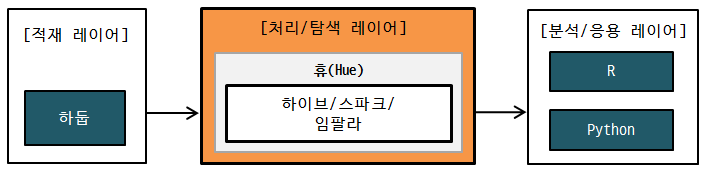 [적재 레이어]
하둡
[처리/탐색 레이어]
휴(Hue)
하이브/스파크/
임팔라
[분석/응용 레이어]
R
Python